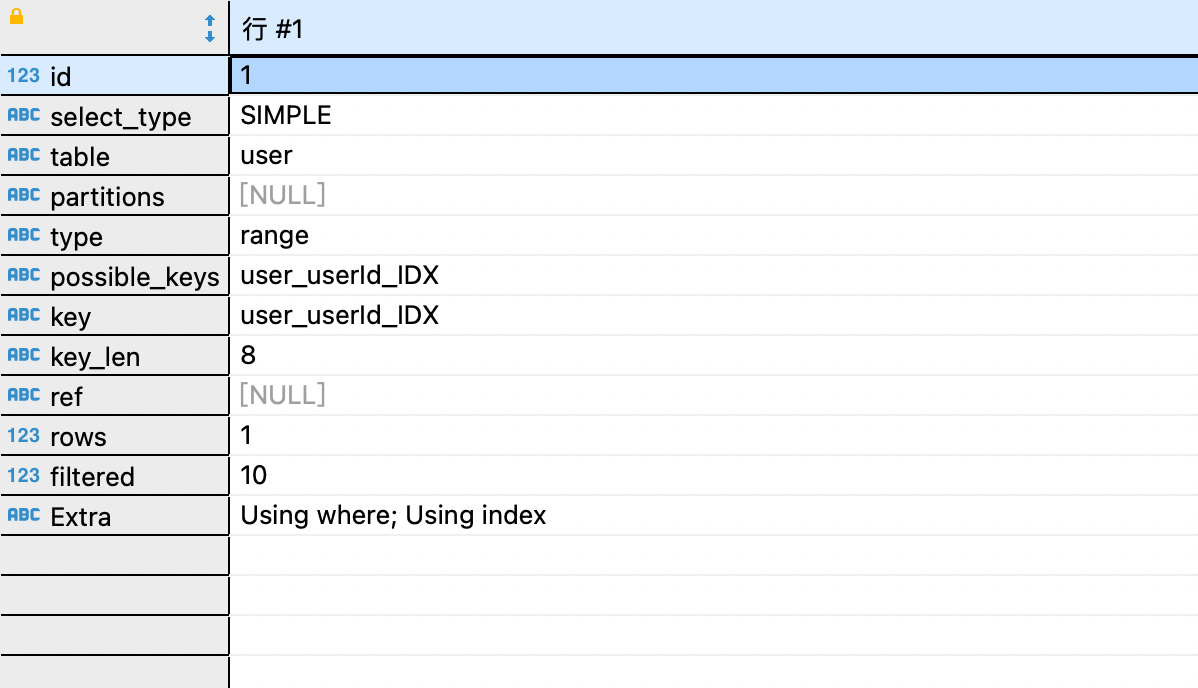 行 #1
123 id 1
ABC select_type SIMPLE
ABC table user
ABC partitions [NULL]
ABC type range
ABC possible_keys user_userId_IDX
ABC key user_userId_IDX
ABC key_len 8
ABC ref [NULL]
123 rows 1
123 filtered 10
ABC Extra Using where; Using index